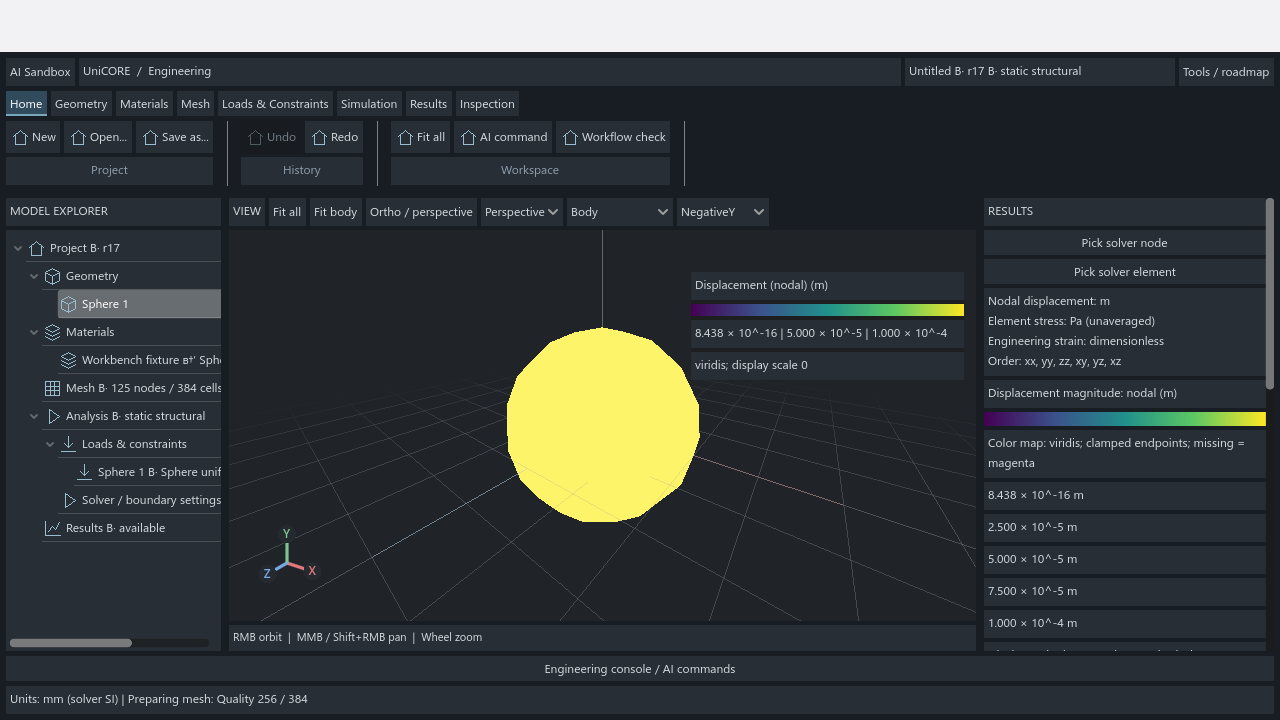 AI Sandbox
UniCORE / Engineering
Untitled В· r17 В· static structural
Tools / roadmap
Home
Geometry
Materials
Mesh
Loads & Constraints
Simulation
Results
Inspection
New
Open...
Save as...
Undo
Redo
Fit all
AI command
Workflow check
Project
History
Workspace
MODEL EXPLORER
VIEW
Fit all
Fit body
Ortho / perspective
Perspective
Body
NegativeY
RESULTS
Project В· r17
Geometry
Sphere 1
Materials
Workbench fixture в†’ Sphe
Mesh В· 125 nodes / 384 cells
Analysis В· static structural
Loads & constraints
Sphere 1 В· Sphere unif
Solver / boundary settings
Results В· available
Displacement (nodal) (m)
8.438 × 10^-16 | 5.000 × 10^-5 | 1.000 × 10^-4
viridis; display scale 0
Y
Z
X
RMB orbit | MMB / Shift+RMB pan | Wheel zoom
Pick solver node
Pick solver element
Nodal displacement: m
Element stress: Pa (unaveraged)
Engineering strain: dimensionless
Order: xx, yy, zz, xy, yz, xz
Displacement magnitude: nodal (m)
Color map: viridis; clamped endpoints; missing =
magenta
8.438 × 10^-16 m
2.500 × 10^-5 m
5.000 × 10^-5 m
7.500 × 10^-5 m
1.000 × 10^-4 m
Engineering console / AI commands
Units: mm (solver SI) | Preparing mesh: Quality 256 / 384